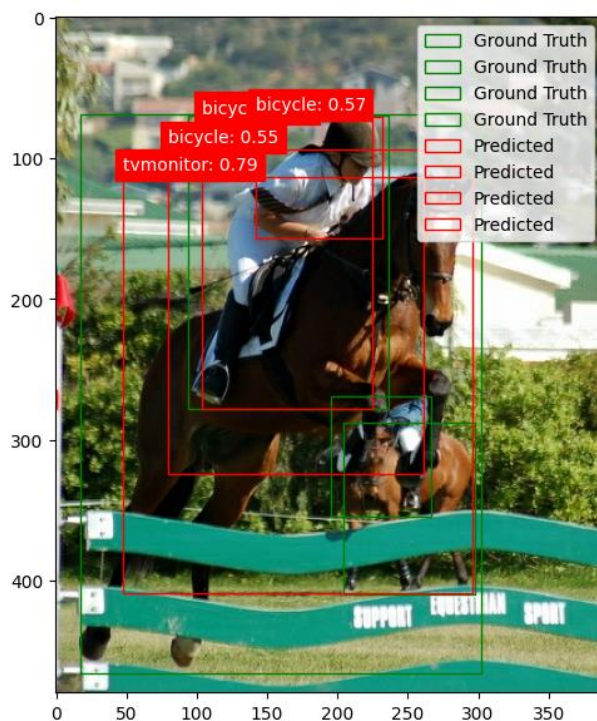 0
100
200
300
400
0
50
100
150
200
250
300
350
Ground Truth
Ground Truth
Ground Truth
Ground Truth
Predicted
Predicted
Predicted
Predicted
bicyc
bicycle: 0.57
bicycle: 0.55
tvmonitor: 0.79
SUPPORT EQUESTRIAN SPORT